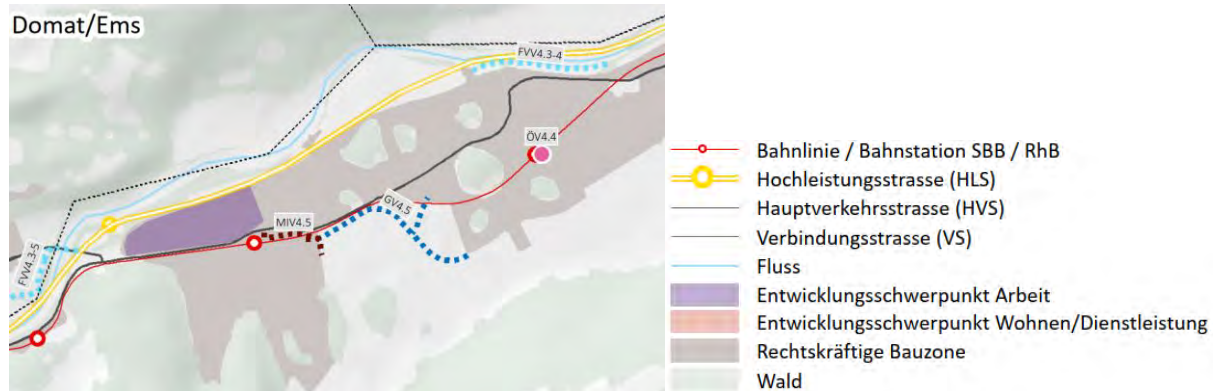 Domat/Ems
FVV4.3-4
ÖV4.4
GV4.5
MIV4.5
FVV4.3-5
Bahnlinie / Bahnstation SBB / RhB
Hochleistungsstrasse (HLS)
Hauptverkehrsstrasse (HVS)
Verbindungsstrasse (VS)
Fluss
Entwicklungsschwerpunkt Arbeit
Entwicklungsschwerpunkt Wohnen/Dienstleistung
Rechtskräftige Bauzone
Wald